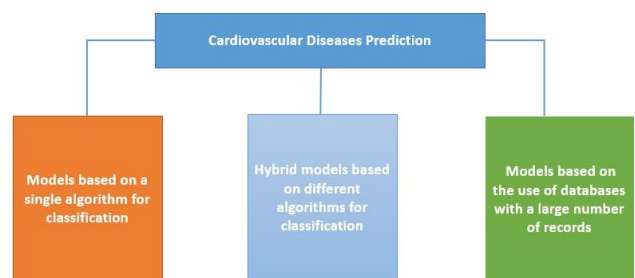 Cardiovascular Diseases Prediction
Models based on a
single algorithm for
classification
Hybrid models based
on different
algorithms for
classification
Models based on
the use of databases
with a large number
of records